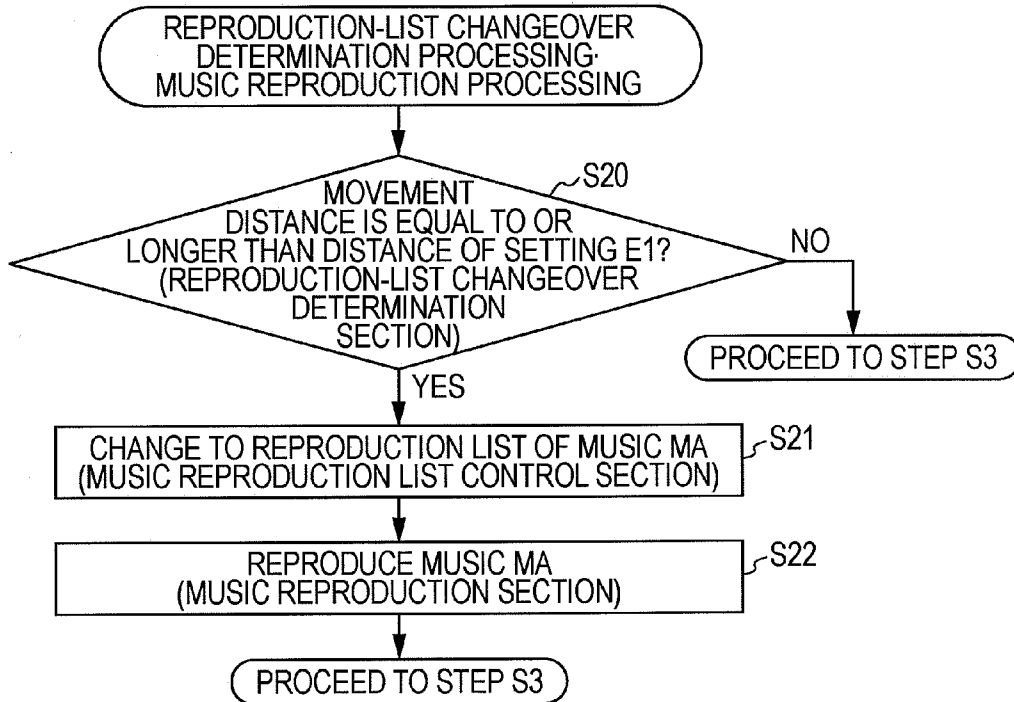 REPRODUCTION-LIST CHANGEOVER
DETERMINATION PROCESSING·
MUSIC REPRODUCTION PROCESSING
S20
MOVEMENT
DISTANCE IS EQUAL TO OR
LONGER THAN DISTANCE OF SETTING E1?
(REPRODUCTION-LIST CHANGEOVER
DETERMINATION
SECTION)
NO
PROCEED TO STEP S3
YES
CHANGE TO REPRODUCTION LIST OF MUSIC MA
(MUSIC REPRODUCTION LIST CONTROL SECTION)
S21
REPRODUCE MUSIC MA
(MUSIC REPRODUCTION SECTION)
S22
PROCEED TO STEP S3